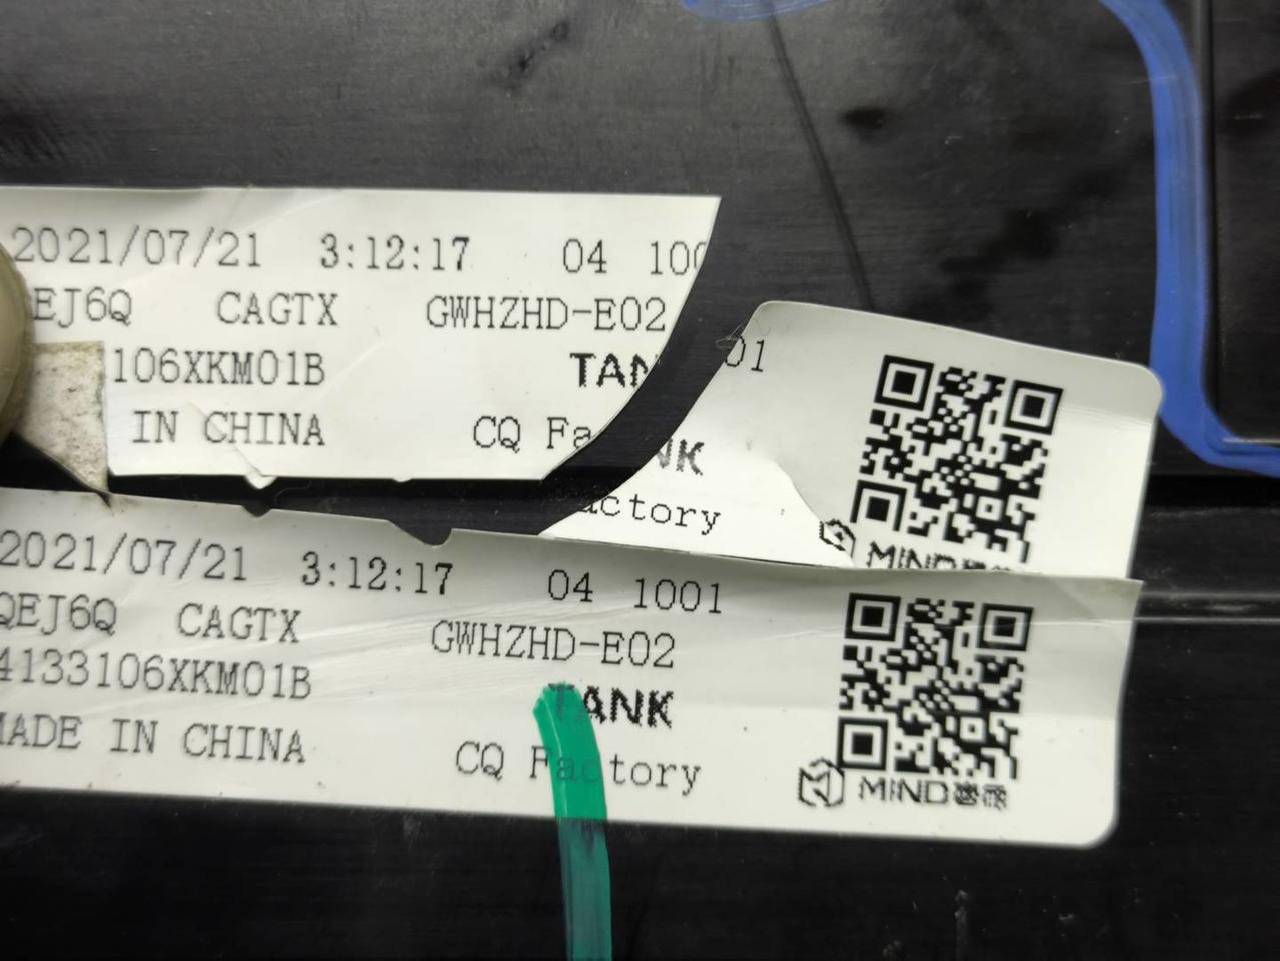 2021/07/21 3:12:17 04 100
EJ6Q CAGTX GWHZHD-E02
106XKM01B TAN
IN CHINA CQ Fa
01
NK
actory
MIND
2021/07/21 3:12:17 04 1001
QEJ6Q CAGTX GWHZHD-E02
4133106XKM01B TANK
MADE IN CHINA CQ Factory
MIND